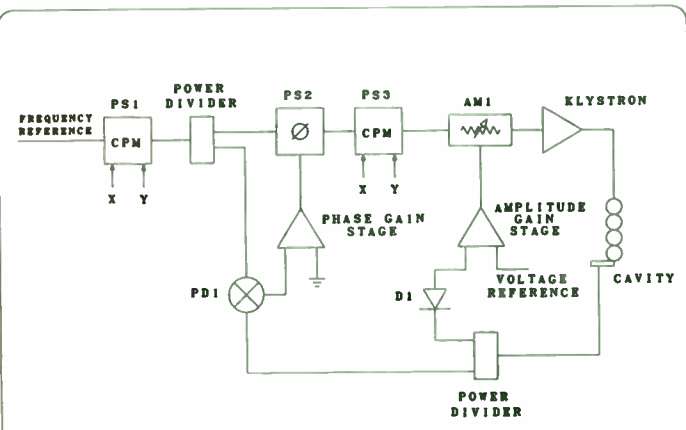 PS1
POWER
DIVIDER
PS2
PS3
AM1
KLYSTRON
FREQUENCY
REFERENCE
CPM
Ø
CPM
X Y
X Y
PHASE GAIN
STAGE
AMPLITUDE
GAIN
STAGE
PD1
D1
VOLTAGE
REFERENCE
CAVITY
POWER
DIVIDER